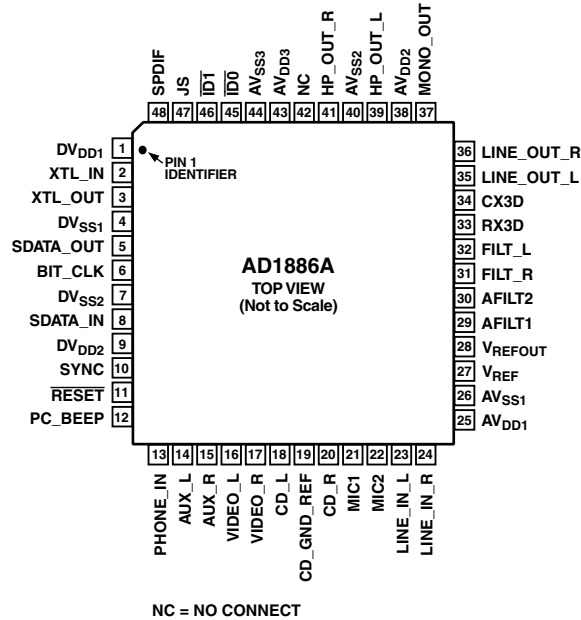 SPDIF
JS
ID1
ID0
AVSS3
AVDD3
NC
HP_OUT_R
AVSS2
HP_OUT_L
AVDD2
MONO_OUT
48 47 46 45 44 43 42 41 40 39 38 37
DVDD1 1
XTL_IN 2
XTL_OUT 3
DVSS1 4
SDATA_OUT 5
BIT_CLK 6
DVSS2 7
SDATA_IN 8
DVDD2 9
SYNC 10
RESET 11
PC_BEEP 12
PIN 1
IDENTIFIER
AD1886A
TOP VIEW
(Not to Scale)
36 LINE_OUT_R
35 LINE_OUT_L
34 CX3D
33 RX3D
32 FILT_L
31 FILT_R
30 AFILT2
29 AFILT1
28 VREFOUT
27 VREF
26 AVSS1
25 AVDD1
13 14 15 16 17 18 19 20 21 22 23 24
PHONE_IN
AUX_L
AUX_R
VIDEO_L
VIDEO_R
CD_L
CD_GND_REF
CD_R
MIC1
MIC2
LINE_IN_L
LINE_IN_R
NC = NO CONNECT